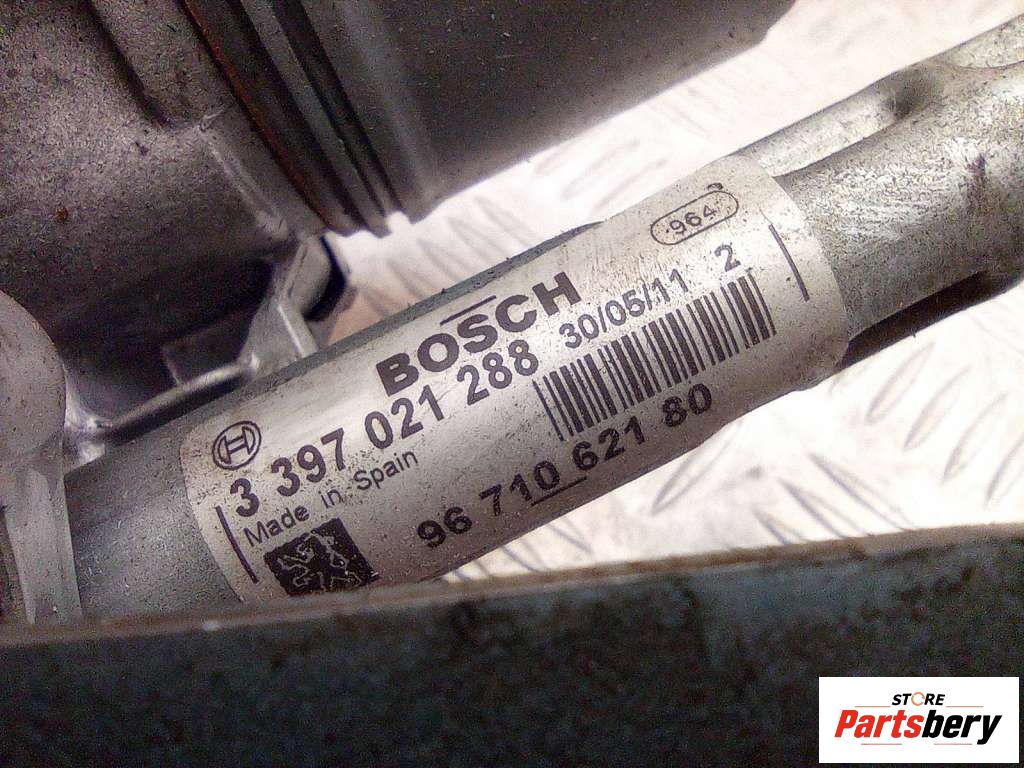 964
BOSCH
3 397 021 288 30/05/11 2
Made in Spain
96 710 621 80
STORE
Partsbery